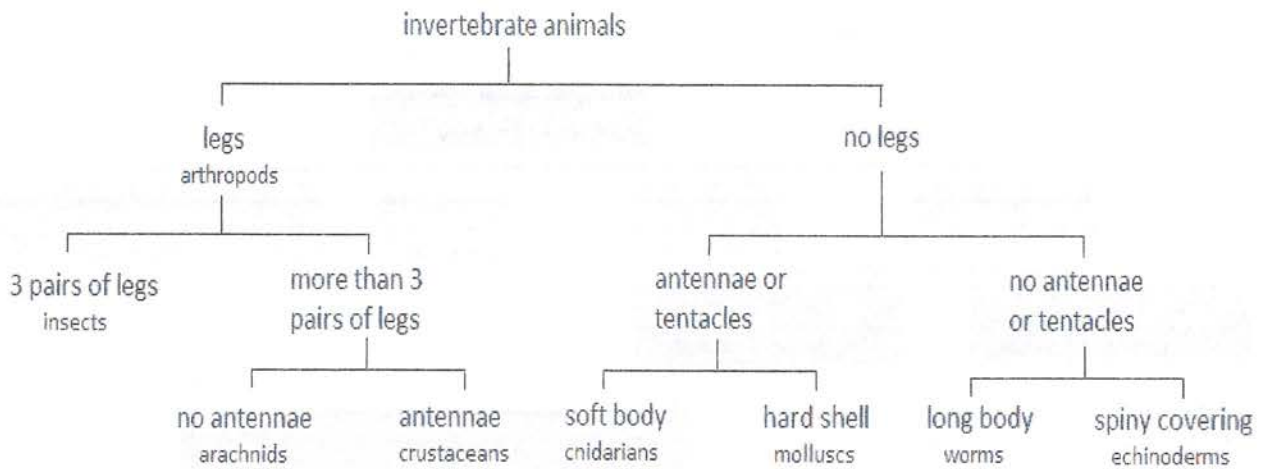 invertebrate animals
legs
arthropods
no legs
3 pairs of legs
insects
more than 3
pairs of legs
antennae or
tentacles
no antennae
or tentacles
no antennae
arachnids
antennae
crustaceans
soft body
cnidarians
hard shell
molluscs
long body
worms
spiny covering
echinoderms